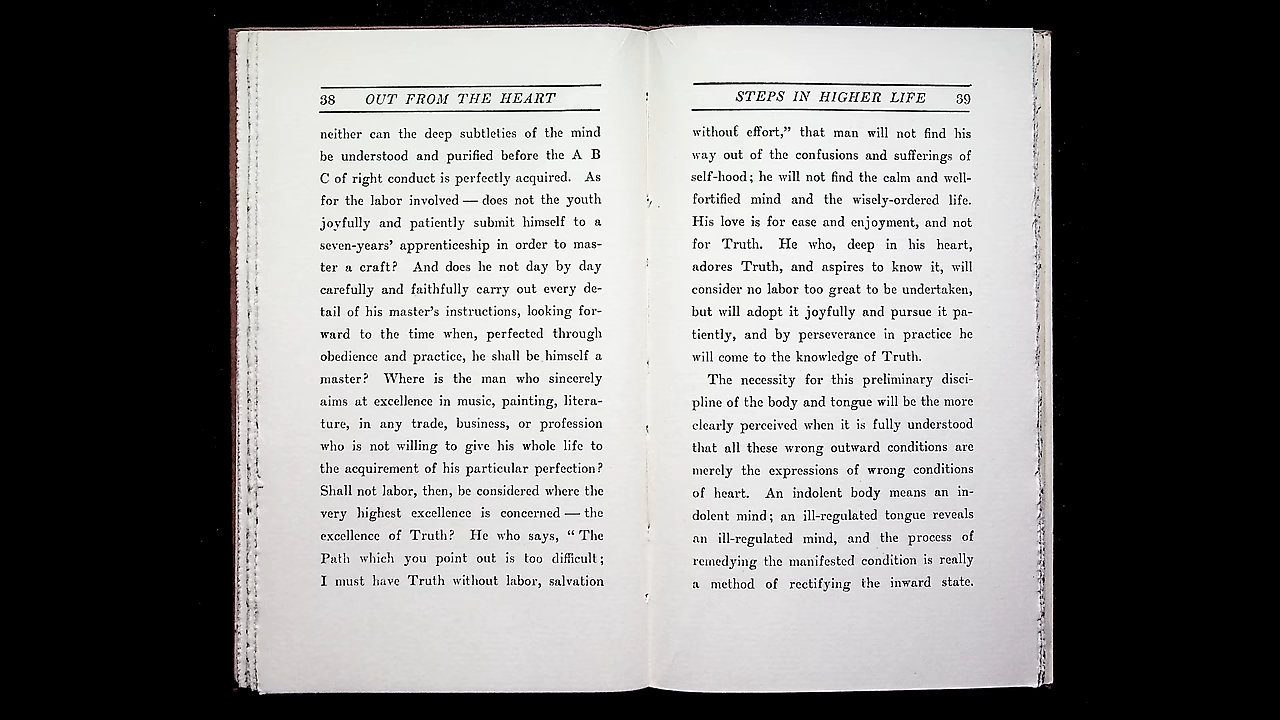 38 OUT FROM THE HEART
neither can the deep subtleties of the mind
be understood and purified before the A B
C of right conduct is perfectly acquired. As
for the labor involved — does not the youth
joyfully and patiently submit himself to a
seven-years' apprenticeship in order to mas-
ter a craft? And does he not day by day
carefully and faithfully carry out every de-
tail of his master's instructions, looking for-
ward to the time when, perfected through
obedience and practice, he shall be himself a
master? Where is the man who sincerely
aims at excellence in music, painting, litera-
ture, in any trade, business, or profession
who is not willing to give his whole life to
the acquirement of his particular perfection?
Shall not labor, then, be considered where the
very highest excellence is concerned — the
excellence of Truth? He who says, “ The
Path which you point out is too difficult;
I must have Truth without labor, salvation
STEPS IN HIGHER LIFE 39
without effort,” that man will not find his
way out of the confusions and sufferings of
self-hood; he will not find the calm and well-
fortified mind and the wisely-ordered life.
His love is for ease and enjoyment, and not
for Truth. He who, deep in his heart,
adores Truth, and aspires to know it, will
consider no labor too great to be undertaken,
but will adopt it joyfully and pursue it pa-
tiently, and by perseverance in practice he
will come to the knowledge of Truth.
The necessity for this preliminary disci-
pline of the body and tongue will be the more
clearly perceived when it is fully understood
that all these wrong outward conditions are
merely the expressions of wrong conditions
of heart. An indolent body means an in-
dolent mind; an ill-regulated tongue reveals
an ill-regulated mind, and the process of
remedying the manifested condition is really
a method of rectifying the inward state.